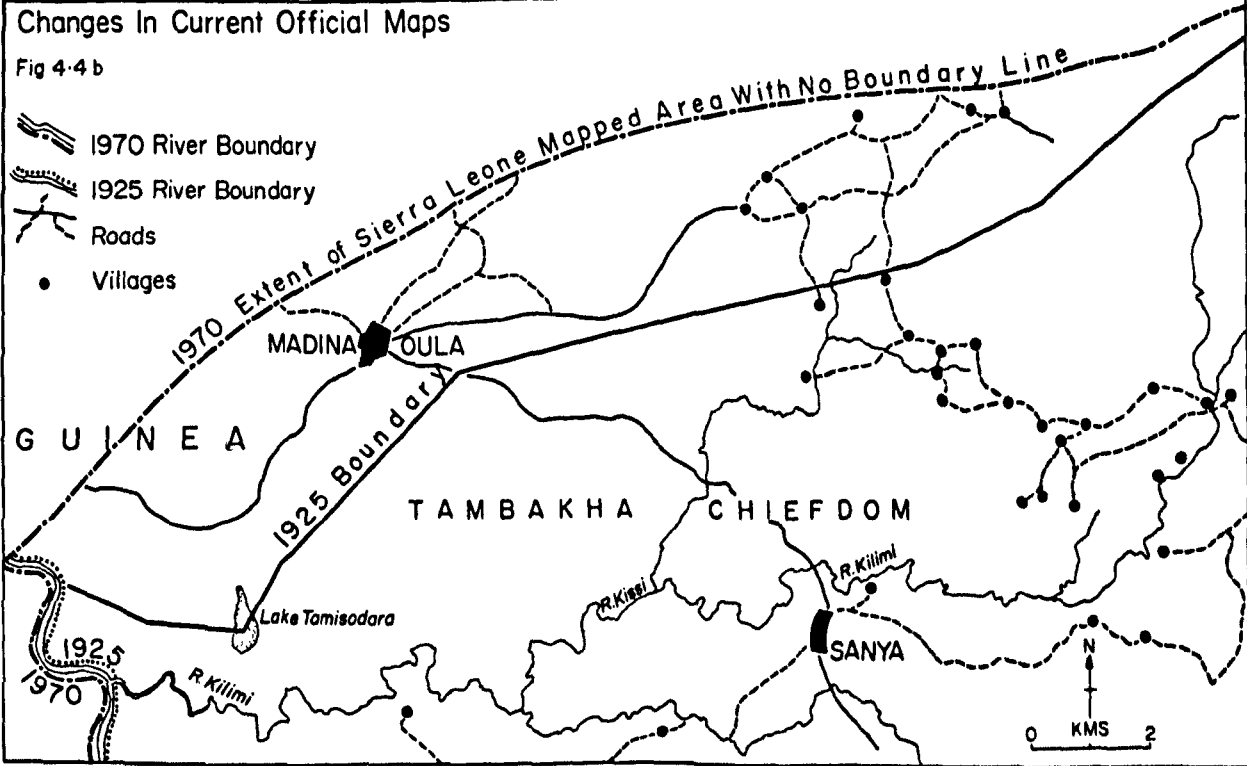 Changes In Current Official Maps
Fig 4·4 b
1970 River Boundary
1925 River Boundary
Roads
Villages
1970 Extent of Sierra Leone Mapped Area With No Boundary Line
MADINA OULA
GUINEA
1925 Boundary
TAMBAKHA CHIEFDOM
R. Kissi
R. Kilimi
Lake Tamisodara
SANYA
1925
1970
R. Kilimi
N
KMS
0 2